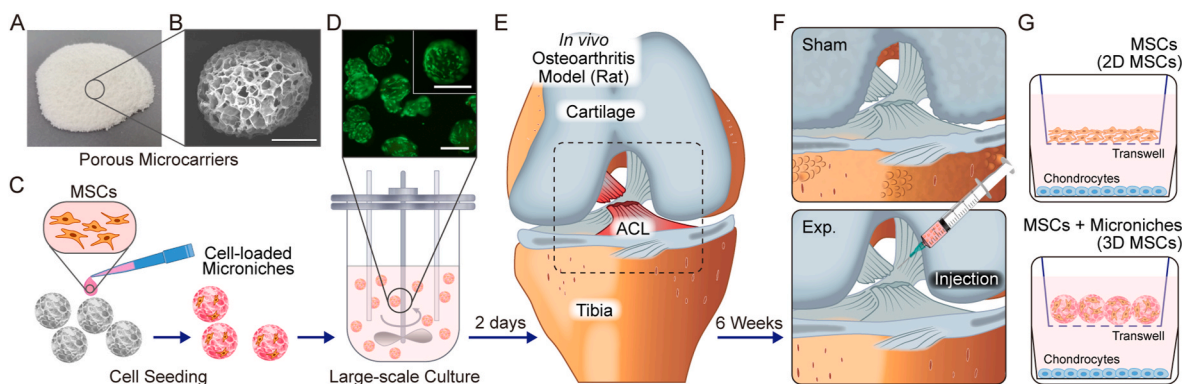 A
B
Porous Microcarriers
C
MSCs
Cell-loaded
Microniches
Cell Seeding
D
Large-scale Culture
2 days
E
In vivo
Osteoarthritis
Model (Rat)
Cartilage
ACL
Tibia
6 Weeks
F
Sham
Exp.
Injection
G
MSCs
(2D MSCs)
Transwell
Chondrocytes
MSCs + Microniches
(3D MSCs)
Transwell
Chondrocytes